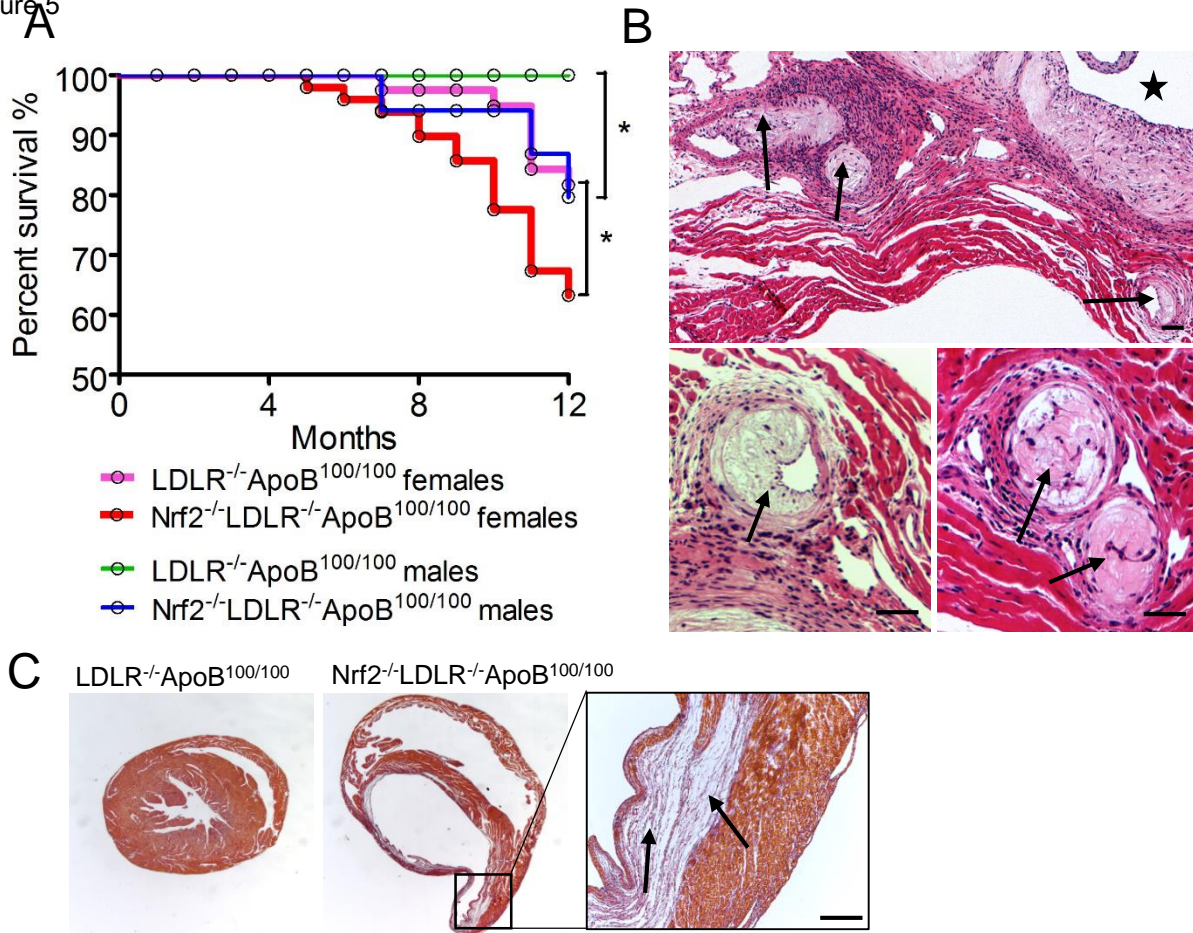 ure 5
A
B
Percent survival %
100
90
80
70
60
50
0 4 8 12
Months
*
*
LDLR-/-ApoB100/100 females
Nrf2-/-LDLR-/-ApoB100/100 females
LDLR-/-ApoB100/100 males
Nrf2-/-LDLR-/-ApoB100/100 males
C
LDLR-/-ApoB100/100
Nrf2-/-LDLR-/-ApoB100/100